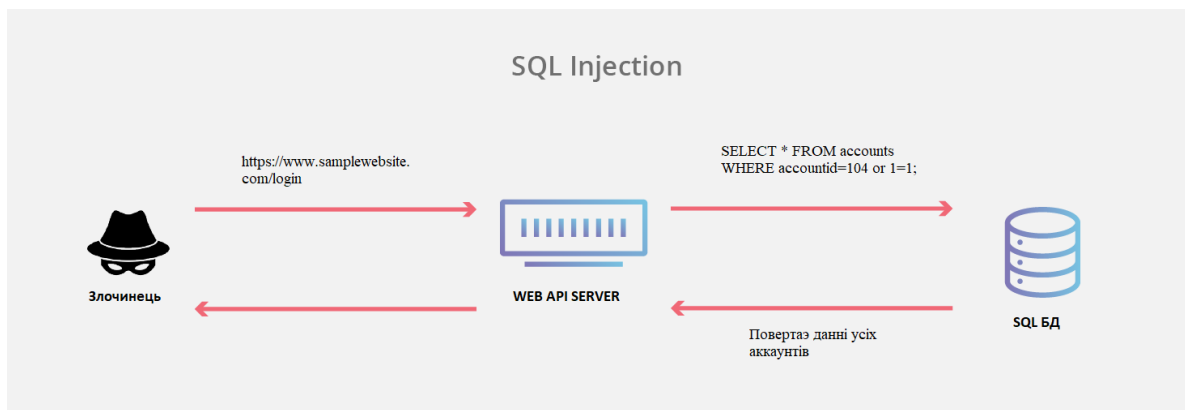 SQL Injection
https://www.samplewebsite.
com/login
SELECT * FROM accounts
WHERE accountid=104 or 1=1;
Злочинець
WEB API SERVER
SQL БД
Повертаэ данні усіх
аккаунтів